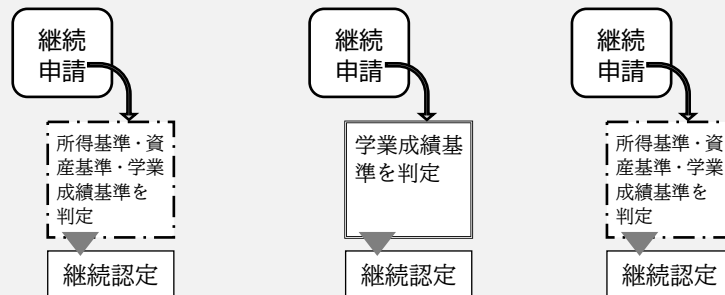 継続
申請
所得基準・資
産基準・学業
成績基準を
判定
継続認定
継続
申請
学業成績基
準を判定
継続認定
継続
申請
所得基準・資
産基準・学業
成績基準を
判定
継続認定